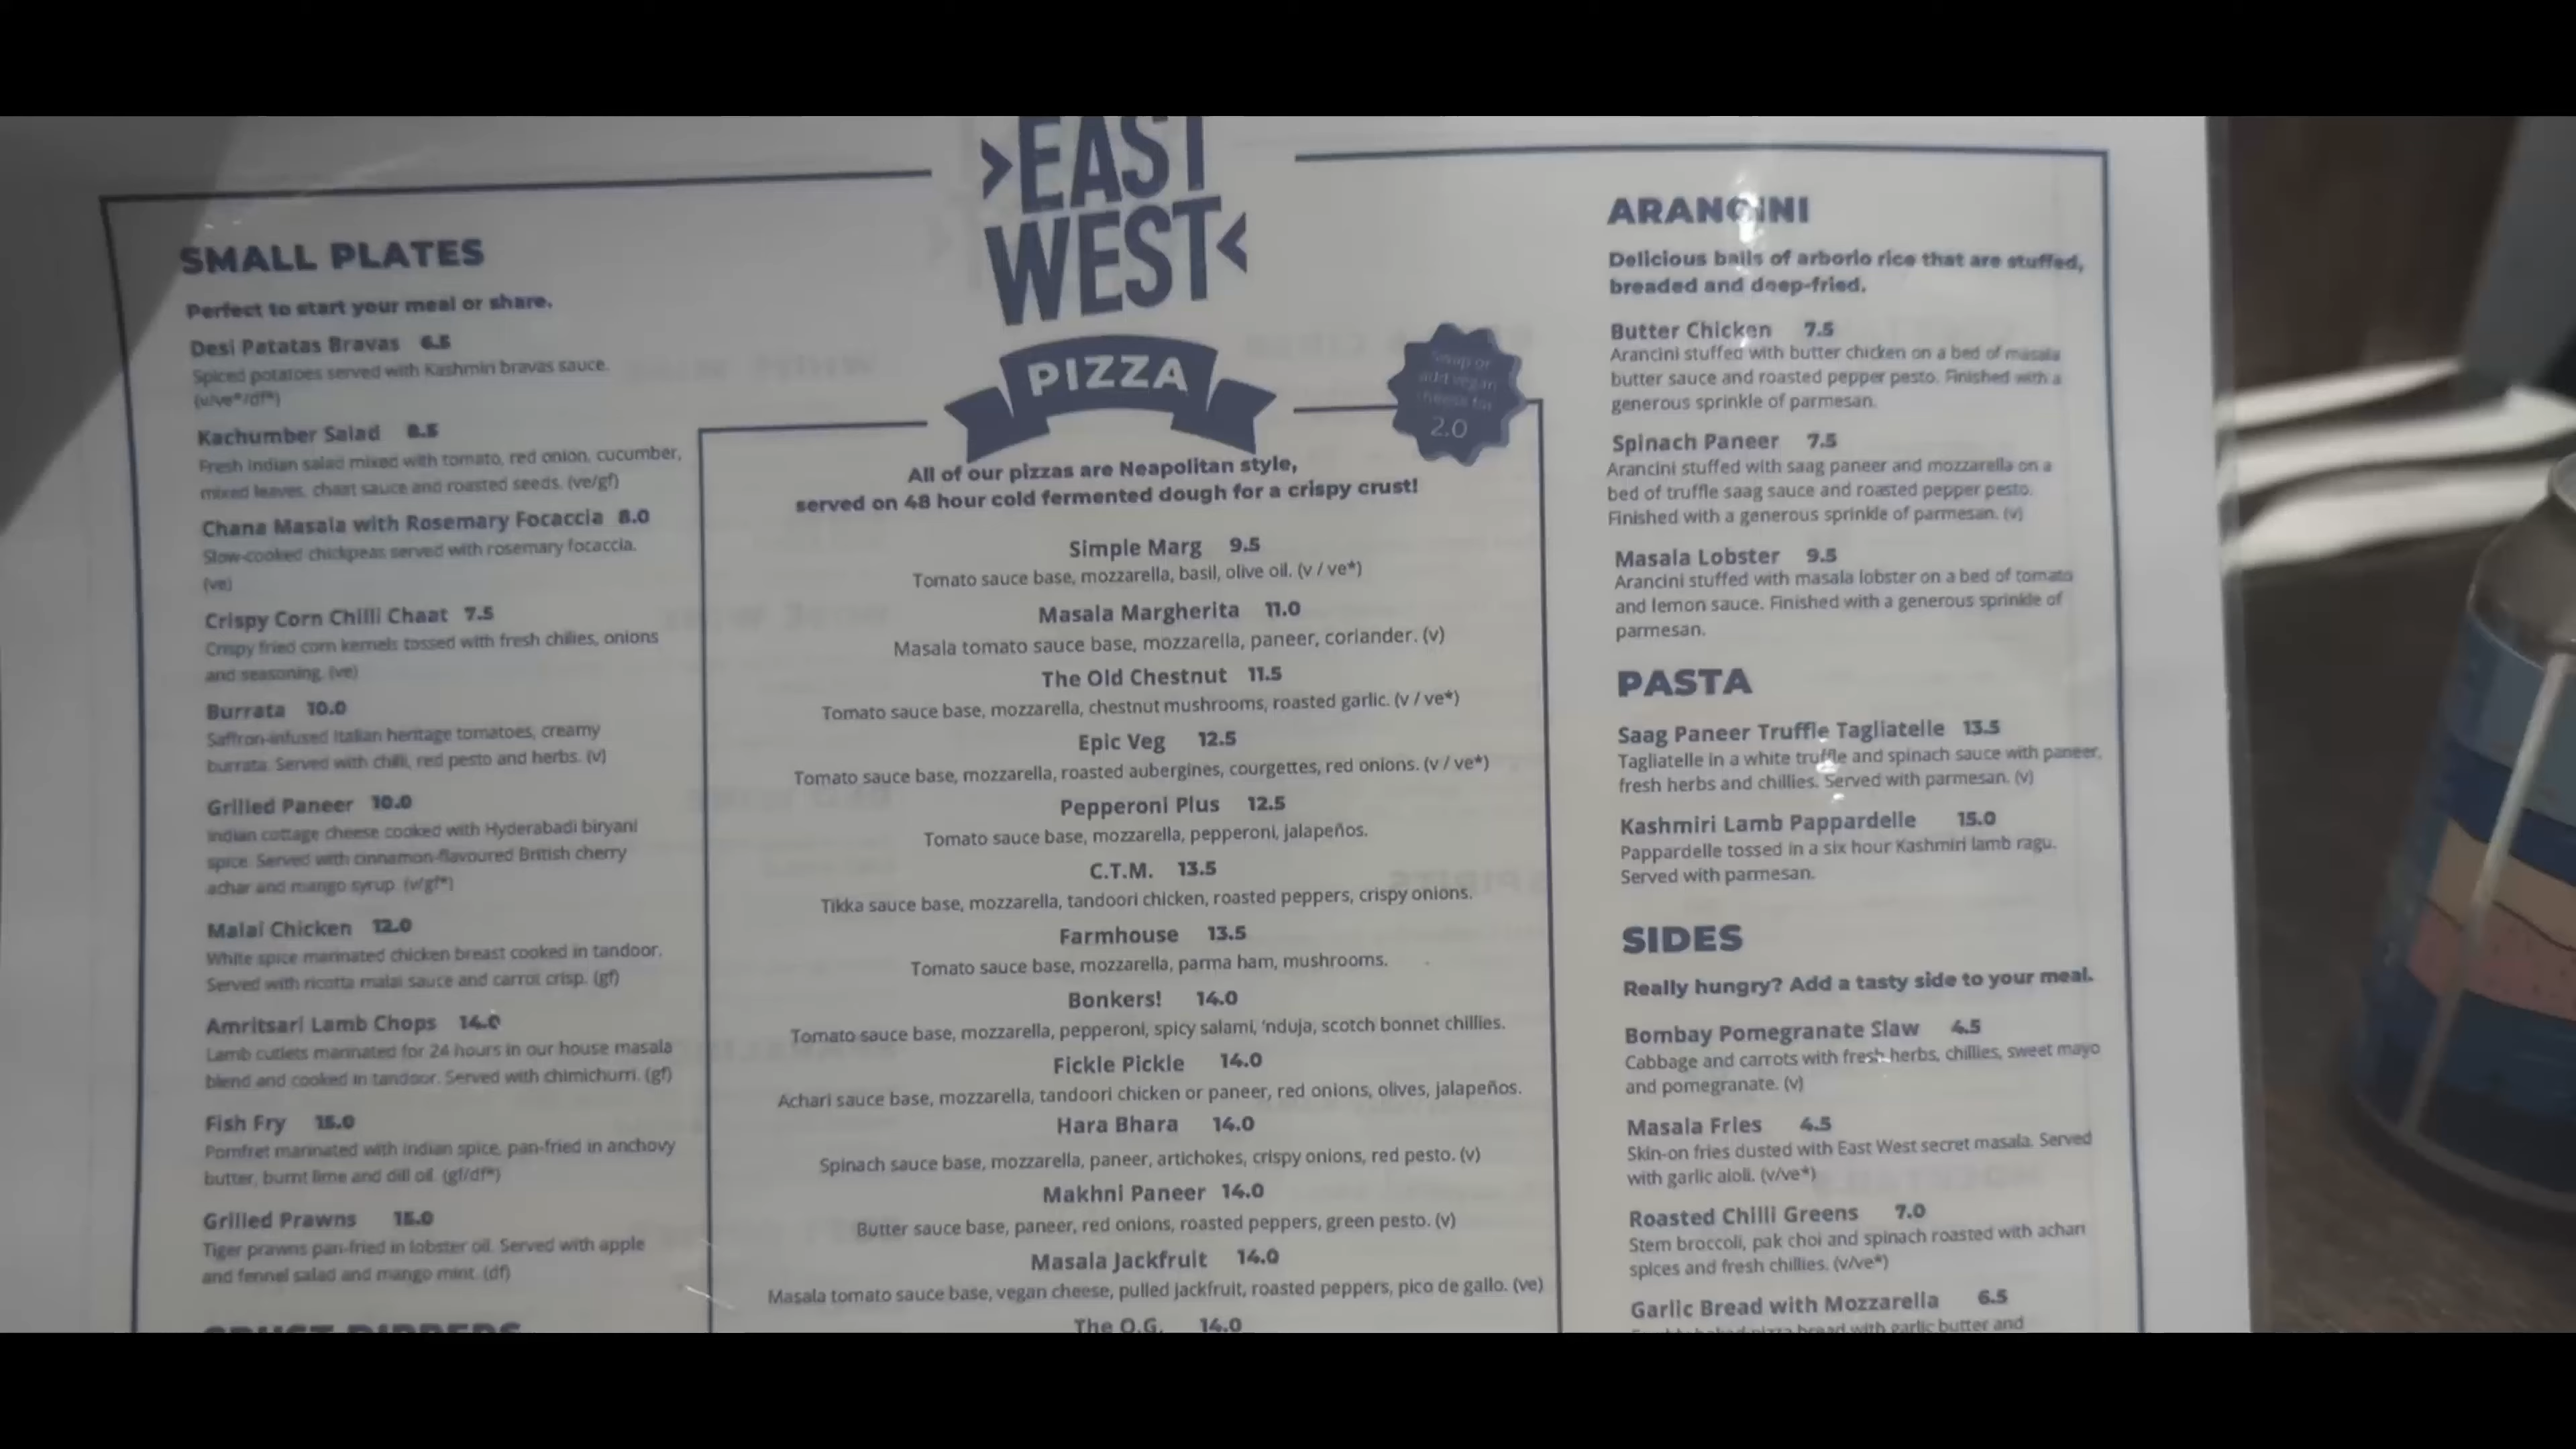 >EAST
WEST<
PIZZA
SMALL PLATES
Perfect to start your meal or share.
Desi Patatas Bravas 6.5
Spiced potatoes served with Kashmiri bravas sauce.
(v/ve*/df*)
Kachumber Salad 8.5
Fresh Indian salad mixed with tomato, red onion, cucumber,
mixed leaves, chaat sauce and roasted seeds. (ve/gf)
Chana Masala with Rosemary Focaccia 8.0
Slow-cooked chickpeas served with rosemary focaccia.
(ve)
Crispy Corn Chilli Chaat 7.5
Crispy fried corn kernels tossed with fresh chilies, onions
and seasoning. (ve)
Burrata 10.0
Saffron-infused Italian heritage tomatoes, creamy
burrata. Served with chilli, red pesto and herbs. (v)
Grilled Paneer 10.0
Indian cottage cheese cooked with Hyderabadi biryani
spice. Served with cinnamon-flavoured British cherry
achar and mango syrup. (v/gf*)
Malai Chicken 12.0
White spice marinated chicken breast cooked in tandoor.
Served with ricotta malai sauce and carrot crisp. (gf)
Amritsari Lamb Chops 14.0
Lamb cutlets marinated for 24 hours in our house masala
blend and cooked in tandoor. Served with chimichurri. (gf)
Fish Fry 15.0
Pomfret marinated with Indian spice, pan-fried in anchovy
butter, burnt lime and dill oil. (gf/df*)
Grilled Prawns 15.0
Tiger prawns pan-fried in lobster oil. Served with apple
and fennel salad and mango mint. (df)
CRUST DIPPERS
Swap or
add vegan
cheese for
2.0
All of our pizzas are Neapolitan style,
served on 48 hour cold fermented dough for a crispy crust!
Simple Marg 9.5
Tomato sauce base, mozzarella, basil, olive oil. (v / ve*)
Masala Margherita 11.0
Masala tomato sauce base, mozzarella, paneer, coriander. (v)
The Old Chestnut 11.5
Tomato sauce base, mozzarella, chestnut mushrooms, roasted garlic. (v / ve*)
Epic Veg 12.5
Tomato sauce base, mozzarella, roasted aubergines, courgettes, red onions. (v / ve*)
Pepperoni Plus 12.5
Tomato sauce base, mozzarella, pepperoni, jalapeños.
C.T.M. 13.5
Tikka sauce base, mozzarella, tandoori chicken, roasted peppers, crispy onions.
Farmhouse 13.5
Tomato sauce base, mozzarella, parma ham, mushrooms.
Bonkers! 14.0
Tomato sauce base, mozzarella, pepperoni, spicy salami, 'nduja, scotch bonnet chillies.
Fickle Pickle 14.0
Achari sauce base, mozzarella, tandoori chicken or paneer, red onions, olives, jalapeños.
Hara Bhara 14.0
Spinach sauce base, mozzarella, paneer, artichokes, crispy onions, red pesto. (v)
Makhni Paneer 14.0
Butter sauce base, paneer, red onions, roasted peppers, green pesto. (v)
Masala Jackfruit 14.0
Masala tomato sauce base, vegan cheese, pulled jackfruit, roasted peppers, pico de gallo. (ve)
The O.G. 14.0
ARANCINI
Delicious balls of arborio rice that are stuffed,
breaded and deep-fried.
Butter Chicken 7.5
Arancini stuffed with butter chicken on a bed of masala
butter sauce and roasted pepper pesto. Finished with a
generous sprinkle of parmesan.
Spinach Paneer 7.5
Arancini stuffed with saag paneer and mozzarella on a
bed of truffle saag sauce and roasted pepper pesto.
Finished with a generous sprinkle of parmesan. (v)
Masala Lobster 9.5
Arancini stuffed with masala lobster on a bed of tomato
and lemon sauce. Finished with a generous sprinkle of
parmesan.
PASTA
Saag Paneer Truffle Tagliatelle 13.5
Tagliatelle in a white truffle and spinach sauce with paneer,
fresh herbs and chillies. Served with parmesan. (v)
Kashmiri Lamb Pappardelle 15.0
Pappardelle tossed in a six hour Kashmiri lamb ragu.
Served with parmesan.
SIDES
Really hungry? Add a tasty side to your meal.
Bombay Pomegranate Slaw 4.5
Cabbage and carrots with fresh herbs, chillies, sweet mayo
and pomegranate. (v)
Masala Fries 4.5
Skin-on fries dusted with East West secret masala. Served
with garlic aioli. (v/ve*)
Roasted Chilli Greens 7.0
Stem broccoli, pak choi and spinach roasted with achari
spices and fresh chillies. (v/ve*)
Garlic Bread with Mozzarella 6.5
pizza bread with garlic butter and